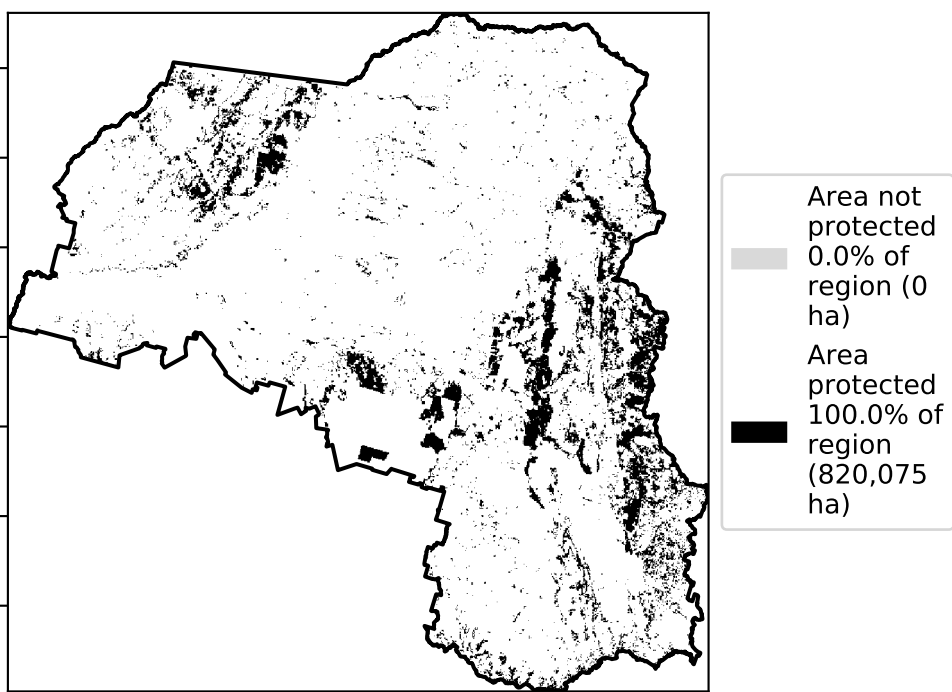 Area not
protected
0.0% of
region (0
ha)
Area
protected
100.0% of
region
(820,075
ha)